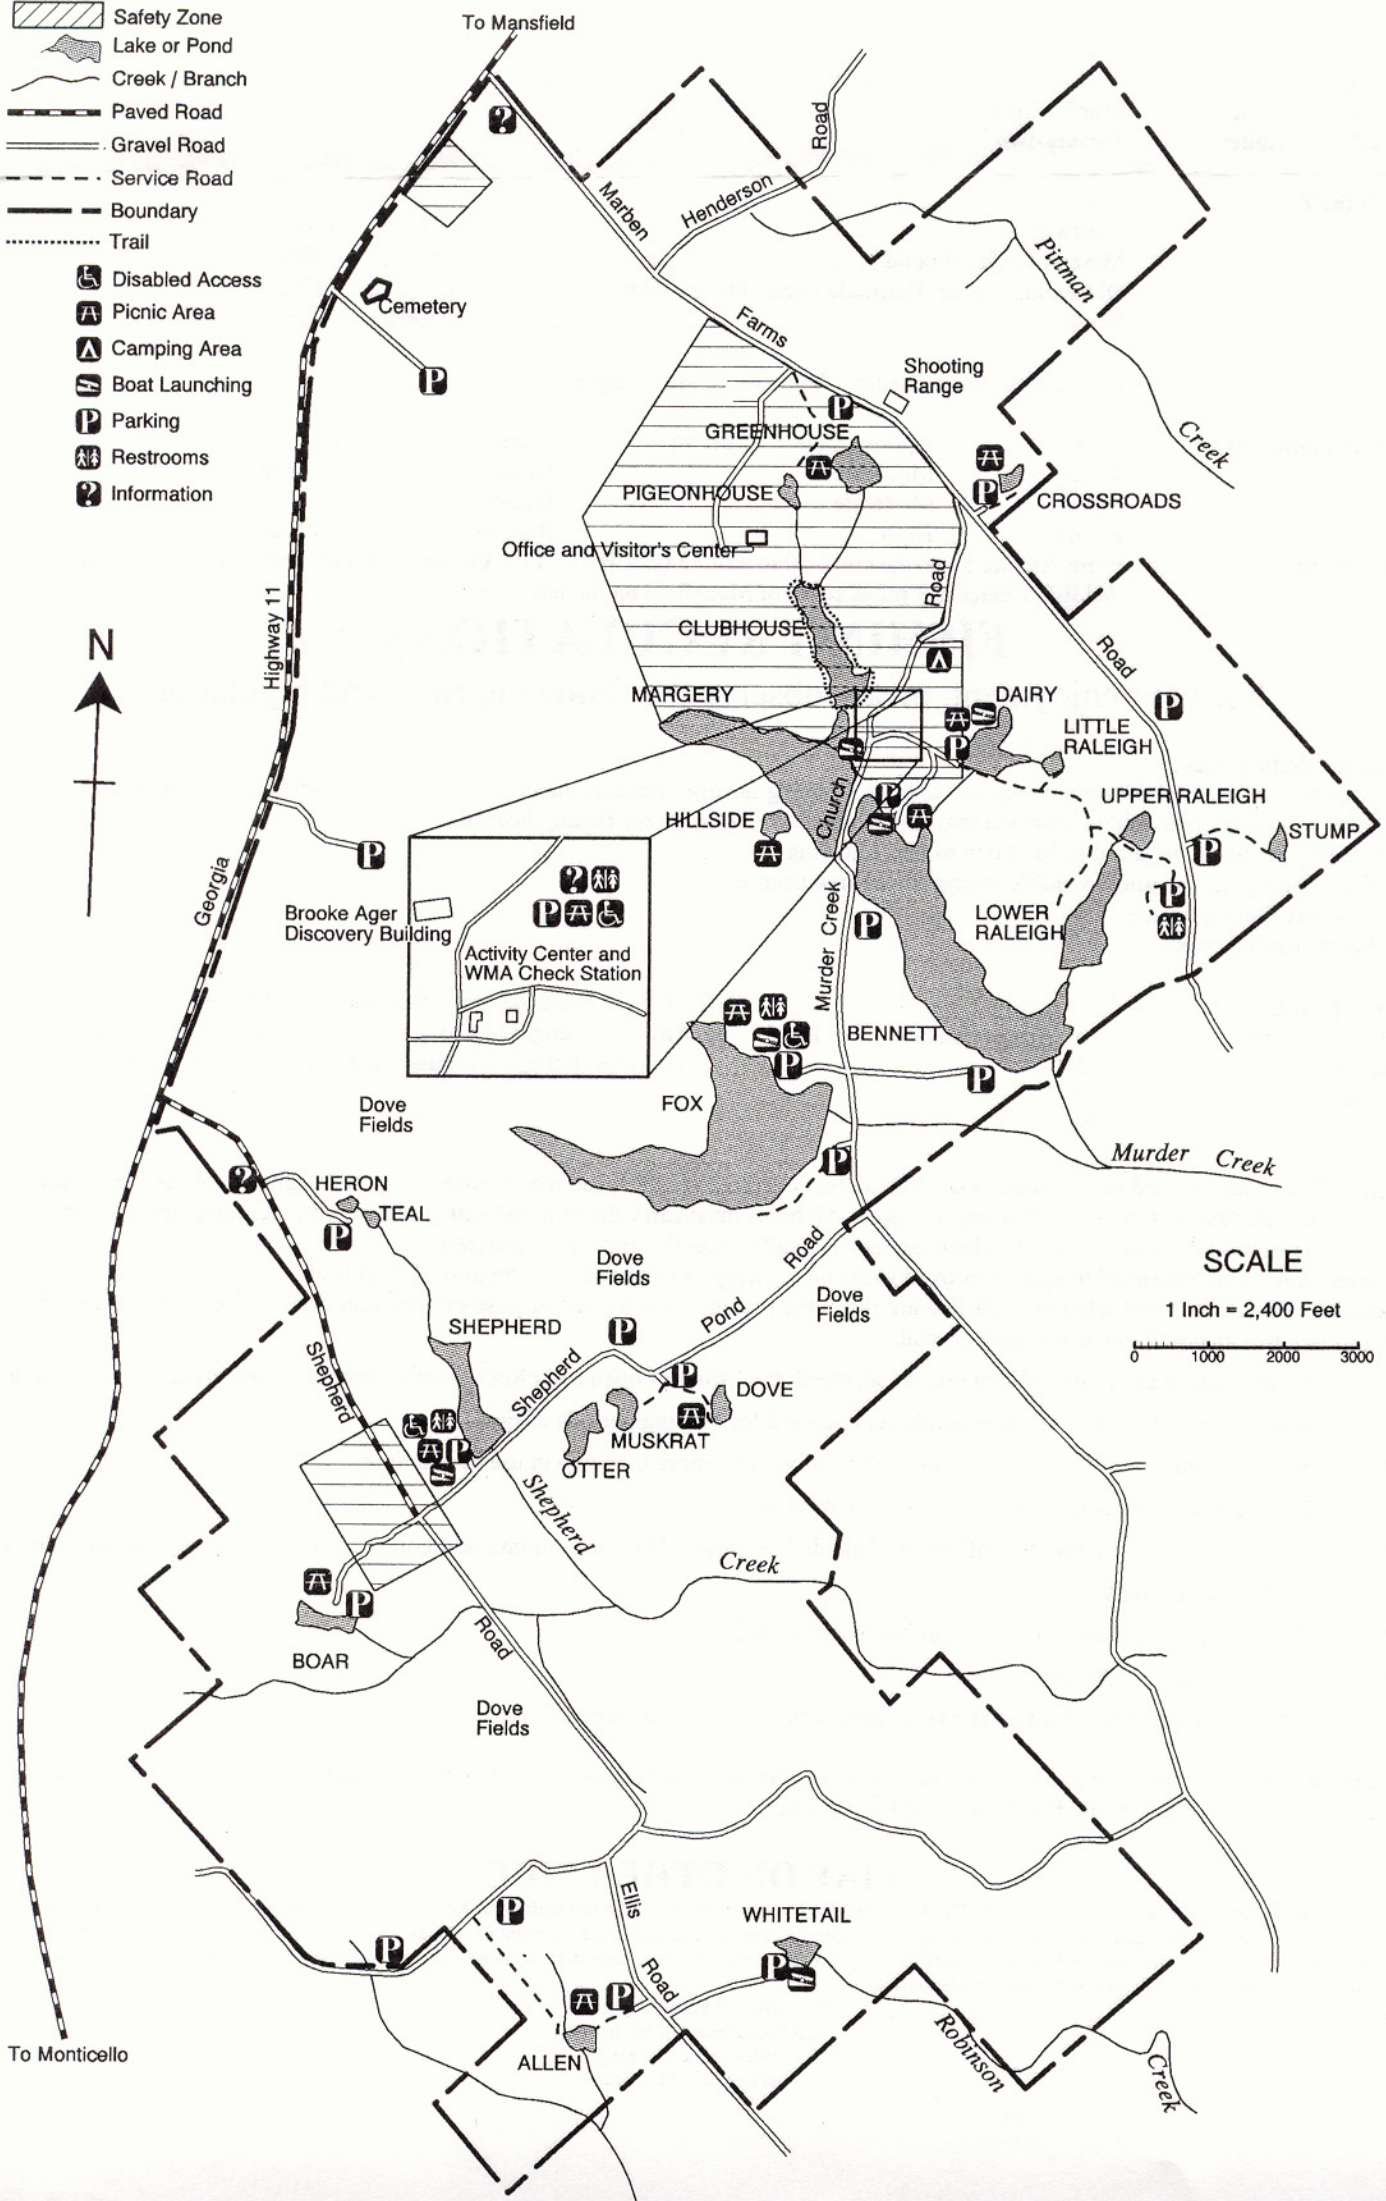 Safety Zone
Lake or Pond
Creek / Branch
Paved Road
Gravel Road
Service Road
Boundary
Trail
Disabled Access
Picnic Area
Camping Area
Boat Launching
Parking
Restrooms
Information
To Mansfield
Marben
Henderson
Road
Pittman
Creek
Cemetery
Farms
Shooting
Range
GREENHOUSE
PIGEONHOUSE
CROSSROADS
Office and Visitor's Center
Road
Highway 11
N
CLUBHOUSE
Road
MARGERY
DAIRY
LITTLE
RALEIGH
UPPER RALEIGH
STUMP
HILLSIDE
Church
Georgia
Brooke Ager
Discovery Building
Activity Center and
WMA Check Station
LOWER
RALEIGH
Murder Creek
BENNETT
Dove
Fields
FOX
Murder Creek
HERON
TEAL
Dove
Fields
Road
Pond
Dove
Fields
SCALE
1 Inch = 2,400 Feet
0 1000 2000 3000
SHEPHERD
Shepherd
Shepherd
DOVE
MUSKRAT
OTTER
Shepherd
Creek
BOAR
Road
Dove
Fields
Ellis
Road
WHITETAIL
ALLEN
Robinson
Creek
To Monticello